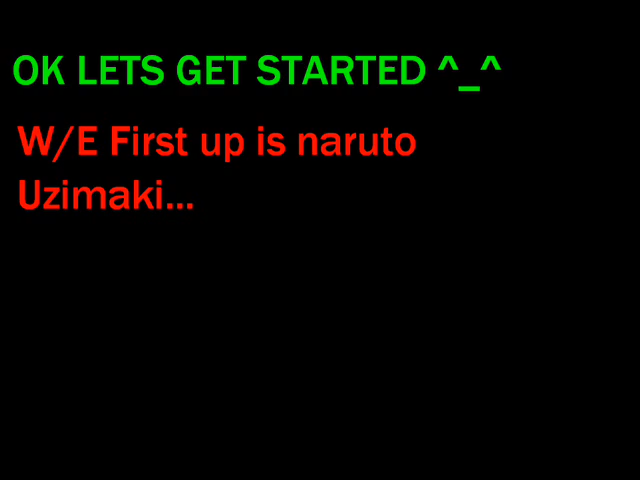 OK LETS GET STARTED ^_^
W/E First up is naruto
Uzimaki...